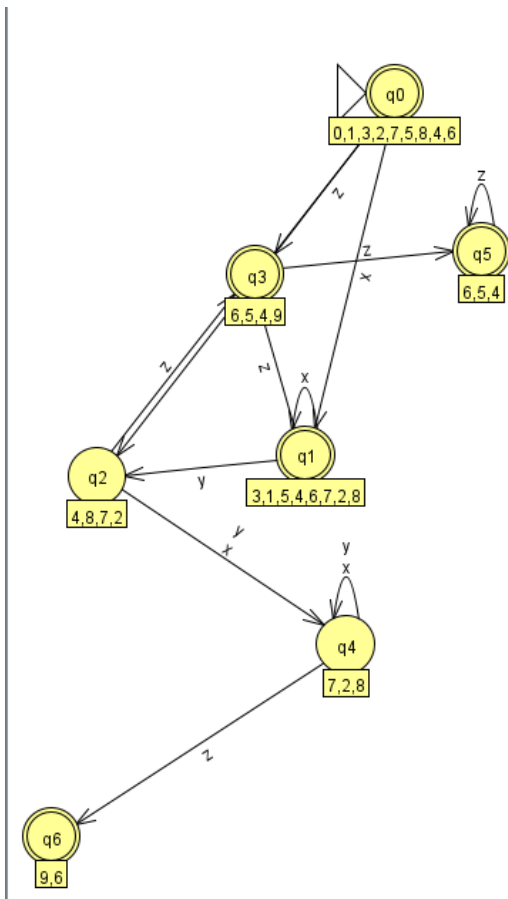 q0
0,1,3,2,7,5,8,4,6
z
z
q5
6,5,4
z
x
q3
6,5,4,9
z
z
x
q1
3,1,5,4,6,7,2,8
y
q2
4,8,7,2
y
x
y
x
q4
7,2,8
z
q6
9,6